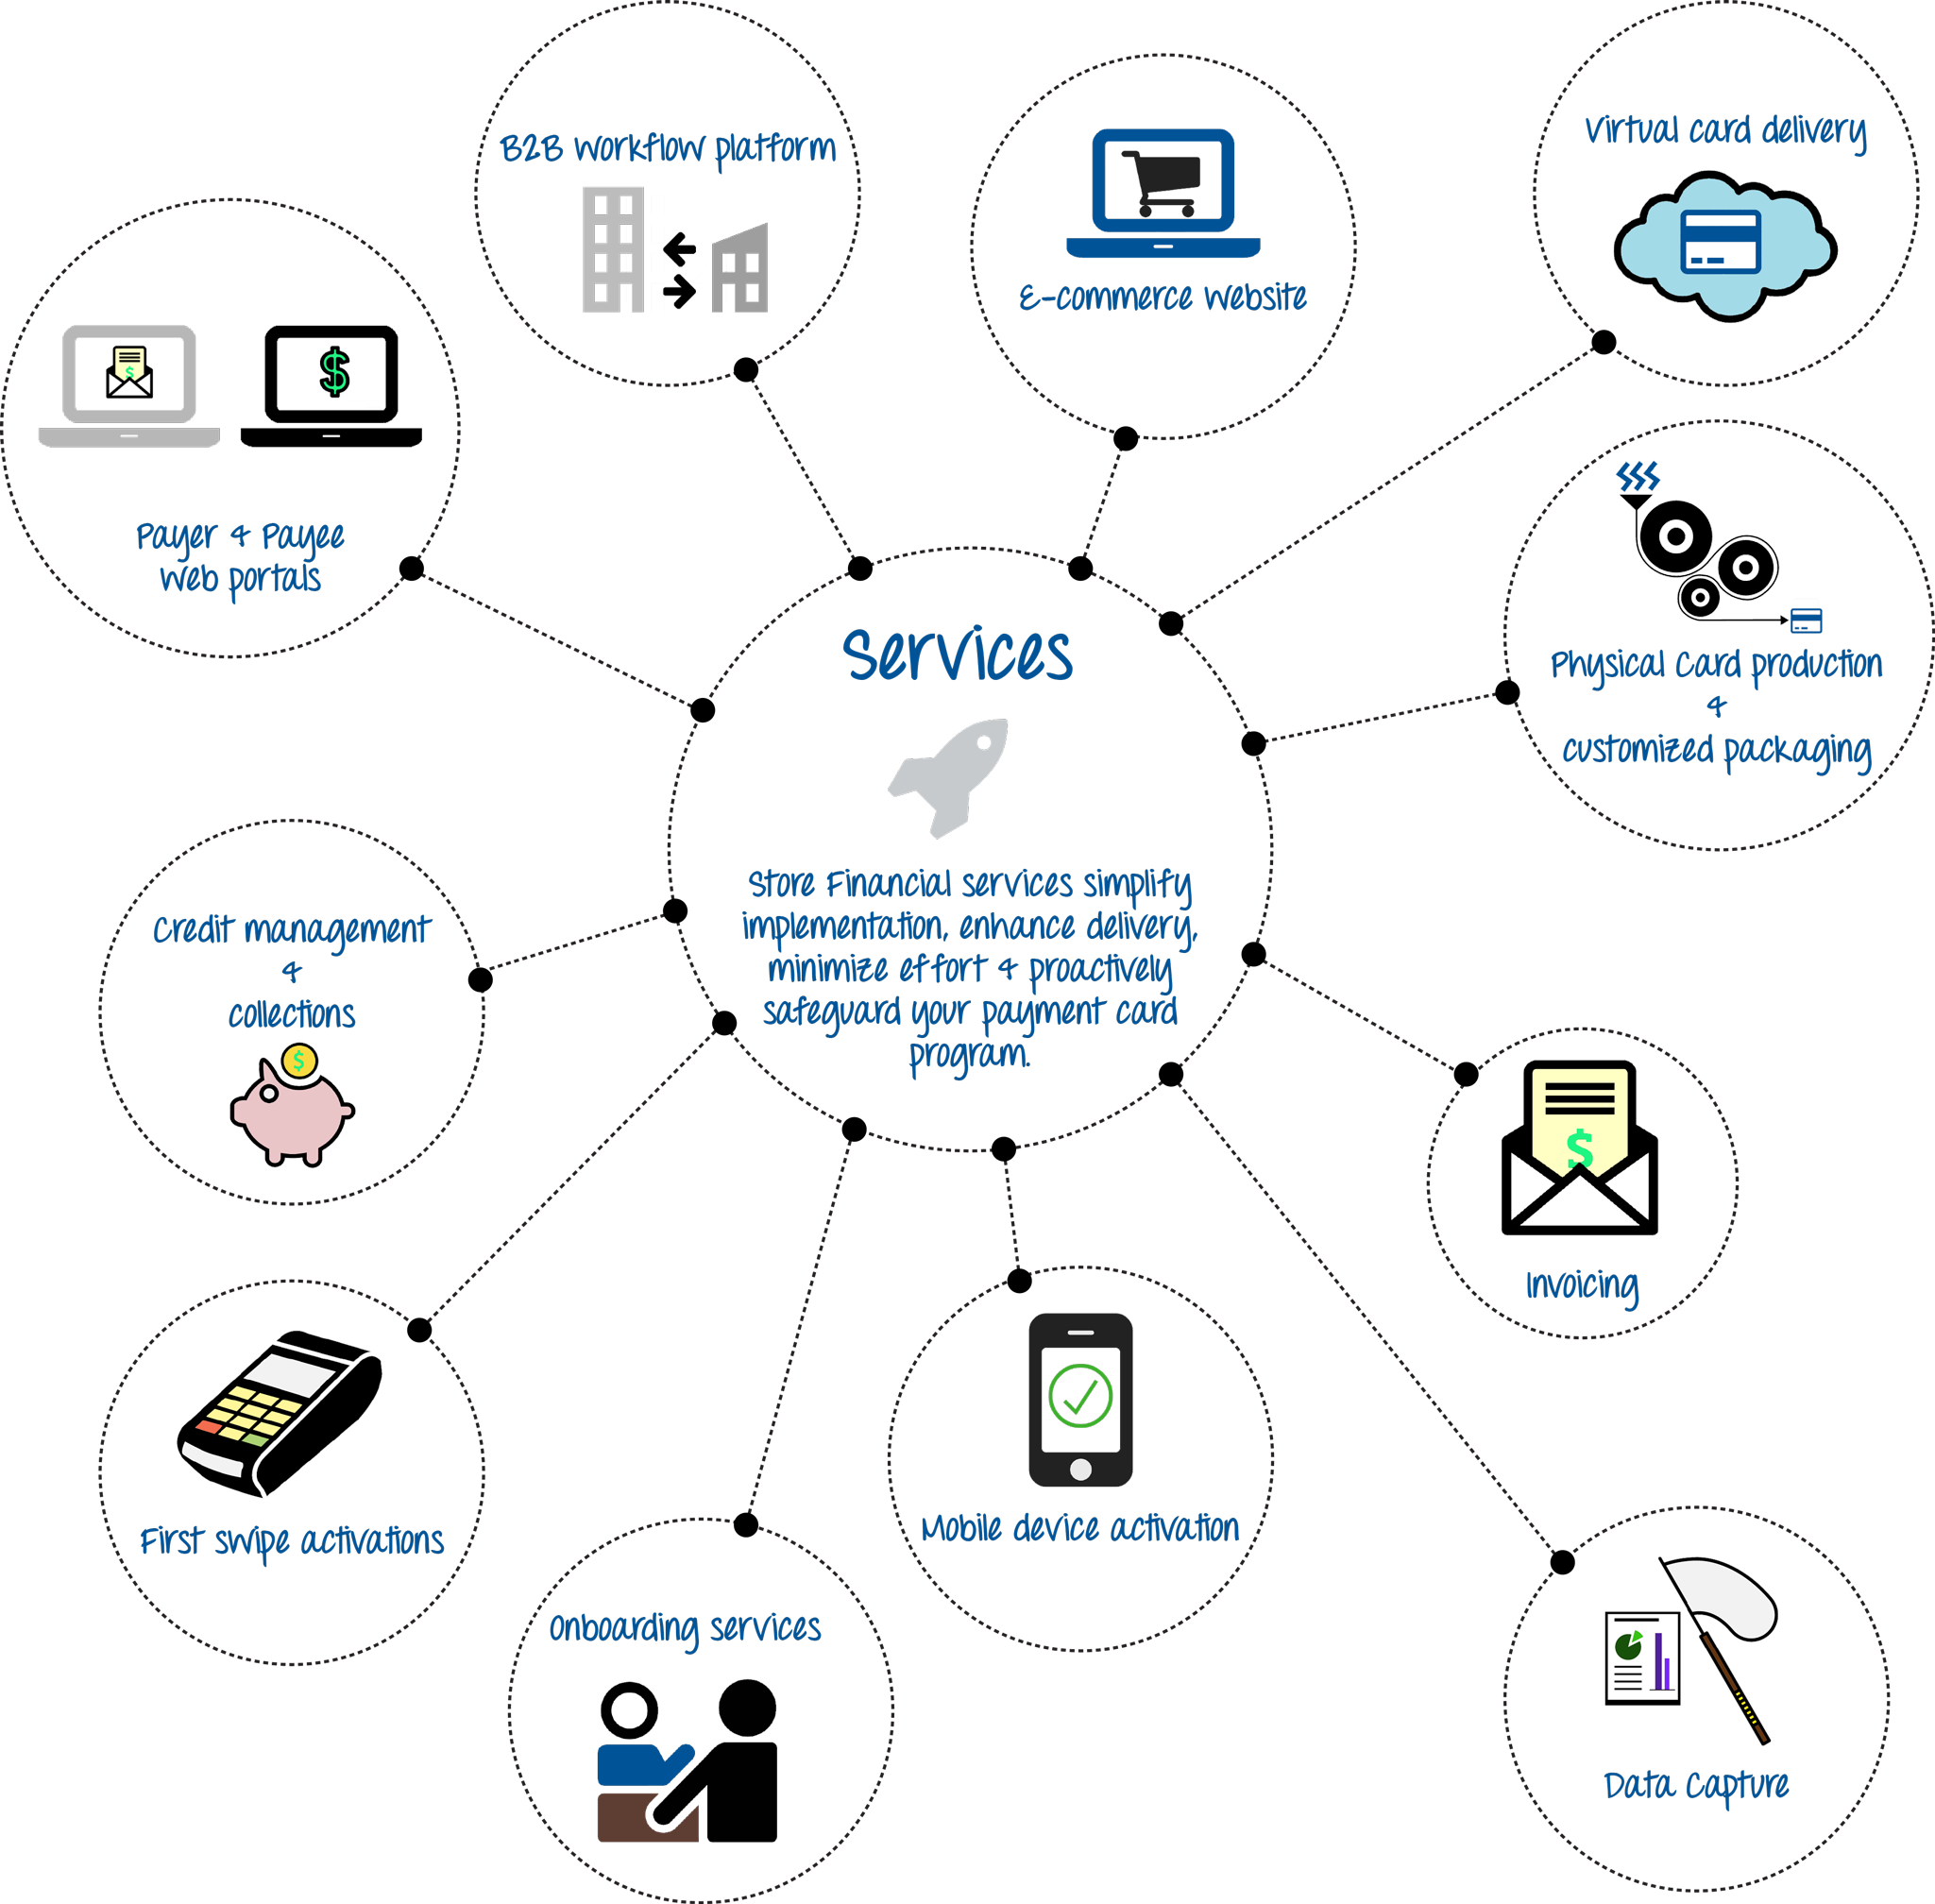 B2B workflow platform
E-commerce website
Virtual card delivery
$
$
Payer & Payee
web portals
Physical Card production
&
customized packaging
Services
Store Financial services simplify
implementation, enhance delivery,
minimize effort & proactively
safeguard your payment card
program.
Credit management
&
collections
$
$
Invoicing
First swipe activations
Mobile device activation
Onboarding services
Data Capture